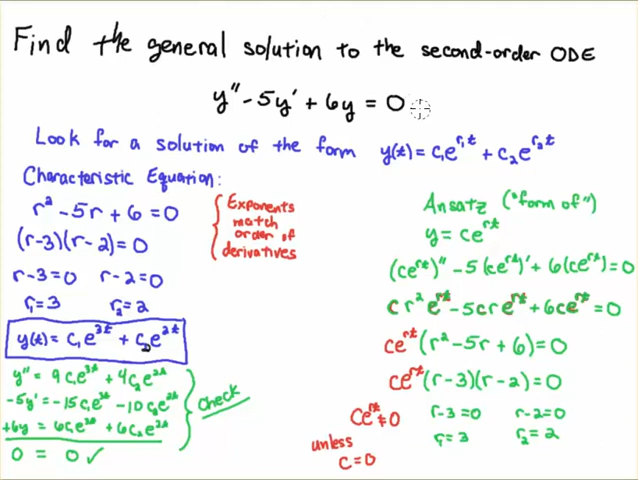 Find the general solution to the second-order ODE
y'' - 5y' + 6y = 0
Look for a solution of the form y(t) = c₁e^{r₁t} + c₂e^{r₂t}
Characteristic Equation:
r² - 5r + 6 = 0
(r-3)(r-2) = 0
r-3=0 r-2=0
r₁=3 r₂=2
y(t) = c₁e^{3t} + c₂e^{2t}
y'' = 9c₁e^{3t} + 4c₂e^{2t}
-5y' = -15c₁e^{3t} - 10c₂e^{2t}
+6y = 6c₁e^{3t} + 6c₂e^{2t}
0 = 0 ✓
check
Exponents
match
order of
derivatives
Ansatz ("form of")
y = ce^{rt}
(ce^{rt})'' - 5(ce^{rt})' + 6(ce^{rt}) = 0
cr²e^{rt} - 5cre^{rt} + 6ce^{rt} = 0
ce^{rt}(r² - 5r + 6) = 0
ce^{rt}(r-3)(r-2) = 0
ce^{rt} ≠ 0
unless
c=0
r-3=0 r-2=0
r₁=3 r₂=2